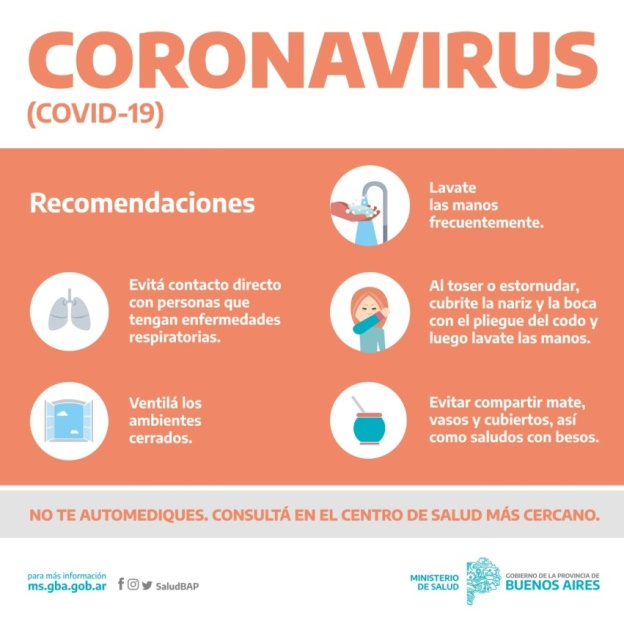 CORONAVIRUS
(COVID-19)
Recomendaciones
Lavate
las manos
frecuentemente.
Evitá contacto directo
con personas que
tengan enfermedades
respiratorias.
Al toser o estornudar,
cubrite la nariz y la boca
con el pliegue del codo y
luego lavate las manos.
Ventilá los
ambientes
cerrados.
Evitar compartir mate,
vasos y cubiertos, así
como saludos con besos.
NO TE AUTOMEDIQUES. CONSULTÁ EN EL CENTRO DE SALUD MÁS CERCANO.
para más información
ms.gba.gob.ar
SaludBAP
MINISTERIO
DE SALUD
GOBIERNO DE LA PROVINCIA DE
BUENOS AIRES